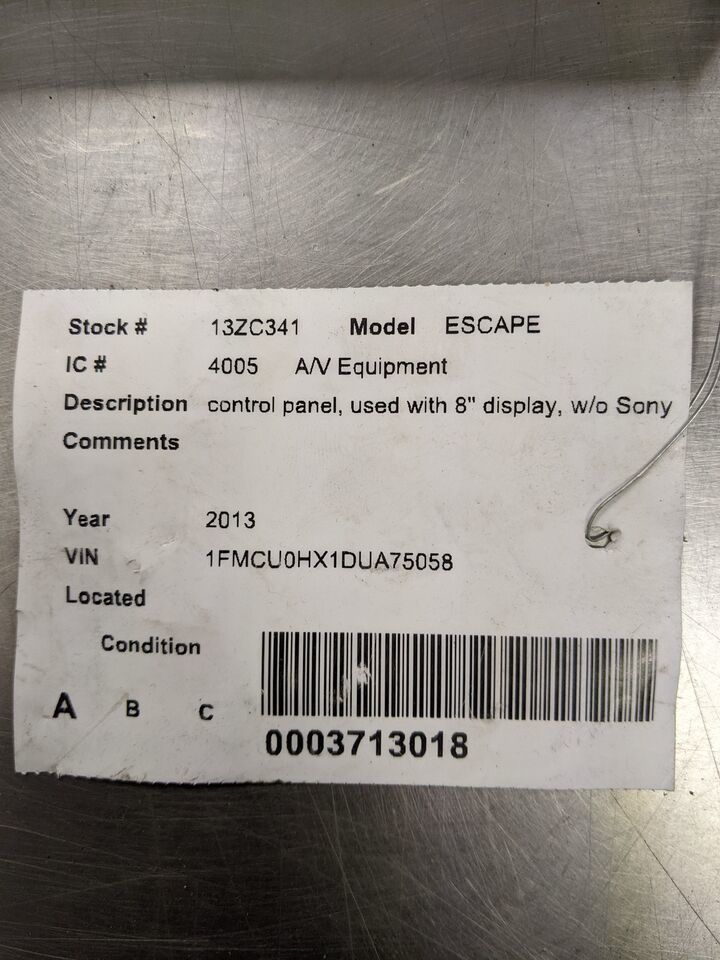 Stock # 13ZC341 Model ESCAPE
IC # 4005 A/V Equipment
Description control panel, used with 8" display, w/o Sony
Comments
Year 2013
VIN 1FMCU0HX1DUA75058
Located
Condition
A B C
0003713018